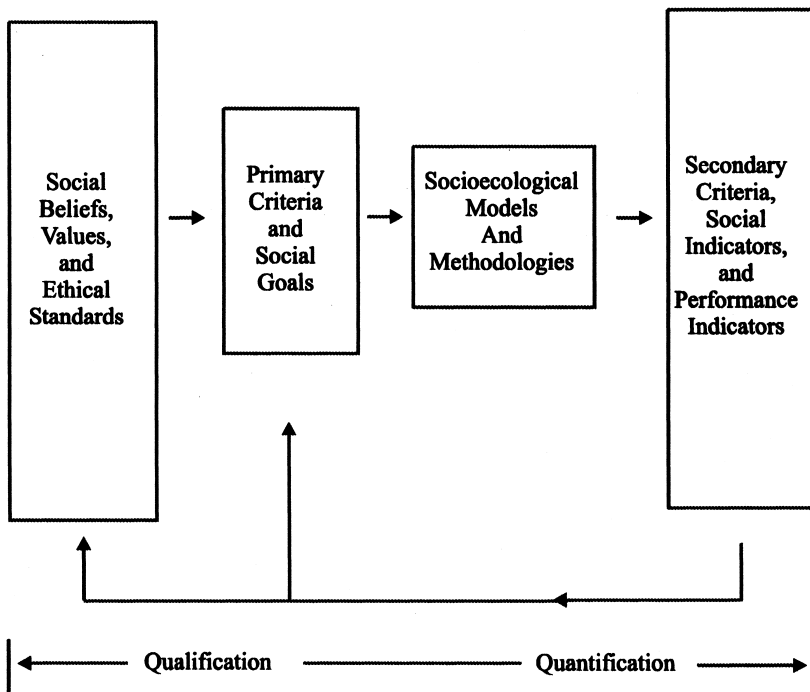 Social
Beliefs,
Values,
and
Ethical
Standards
Primary
Criteria
and
Social
Goals
Socioecological
Models
And
Methodologies
Secondary
Criteria,
Social
Indicators,
and
Performance
Indicators
Qualification
Quantification